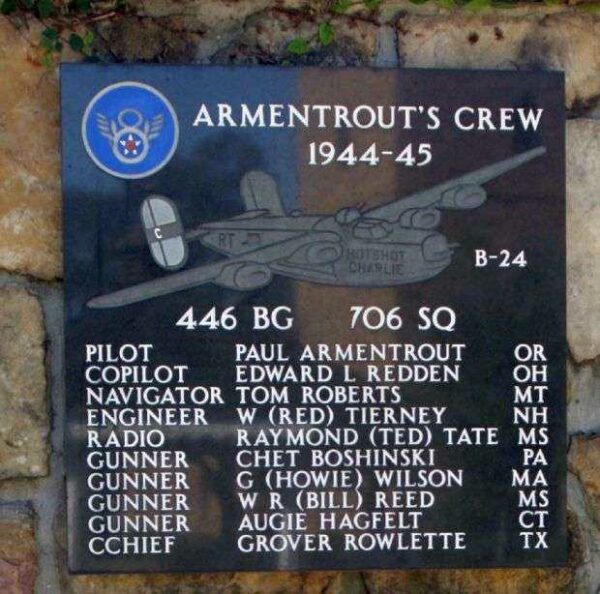 ARMENTROUT'S CREW
1944-45
C
RT
HOTSHOT
CHARLIE
B-24
446 BG 706 SQ
PILOT PAUL ARMENTROUT OR
COPILOT EDWARD L REDDEN OH
NAVIGATOR TOM ROBERTS MT
ENGINEER W (RED) TIERNEY NH
RADIO RAYMOND (TED) TATE MS
GUNNER CHET BOSHINSKI PA
GUNNER G (HOWIE) WILSON MA
GUNNER W R (BILL) REED MS
GUNNER AUGIE HAGFELT CT
CCHIEF GROVER ROWLETTE TX